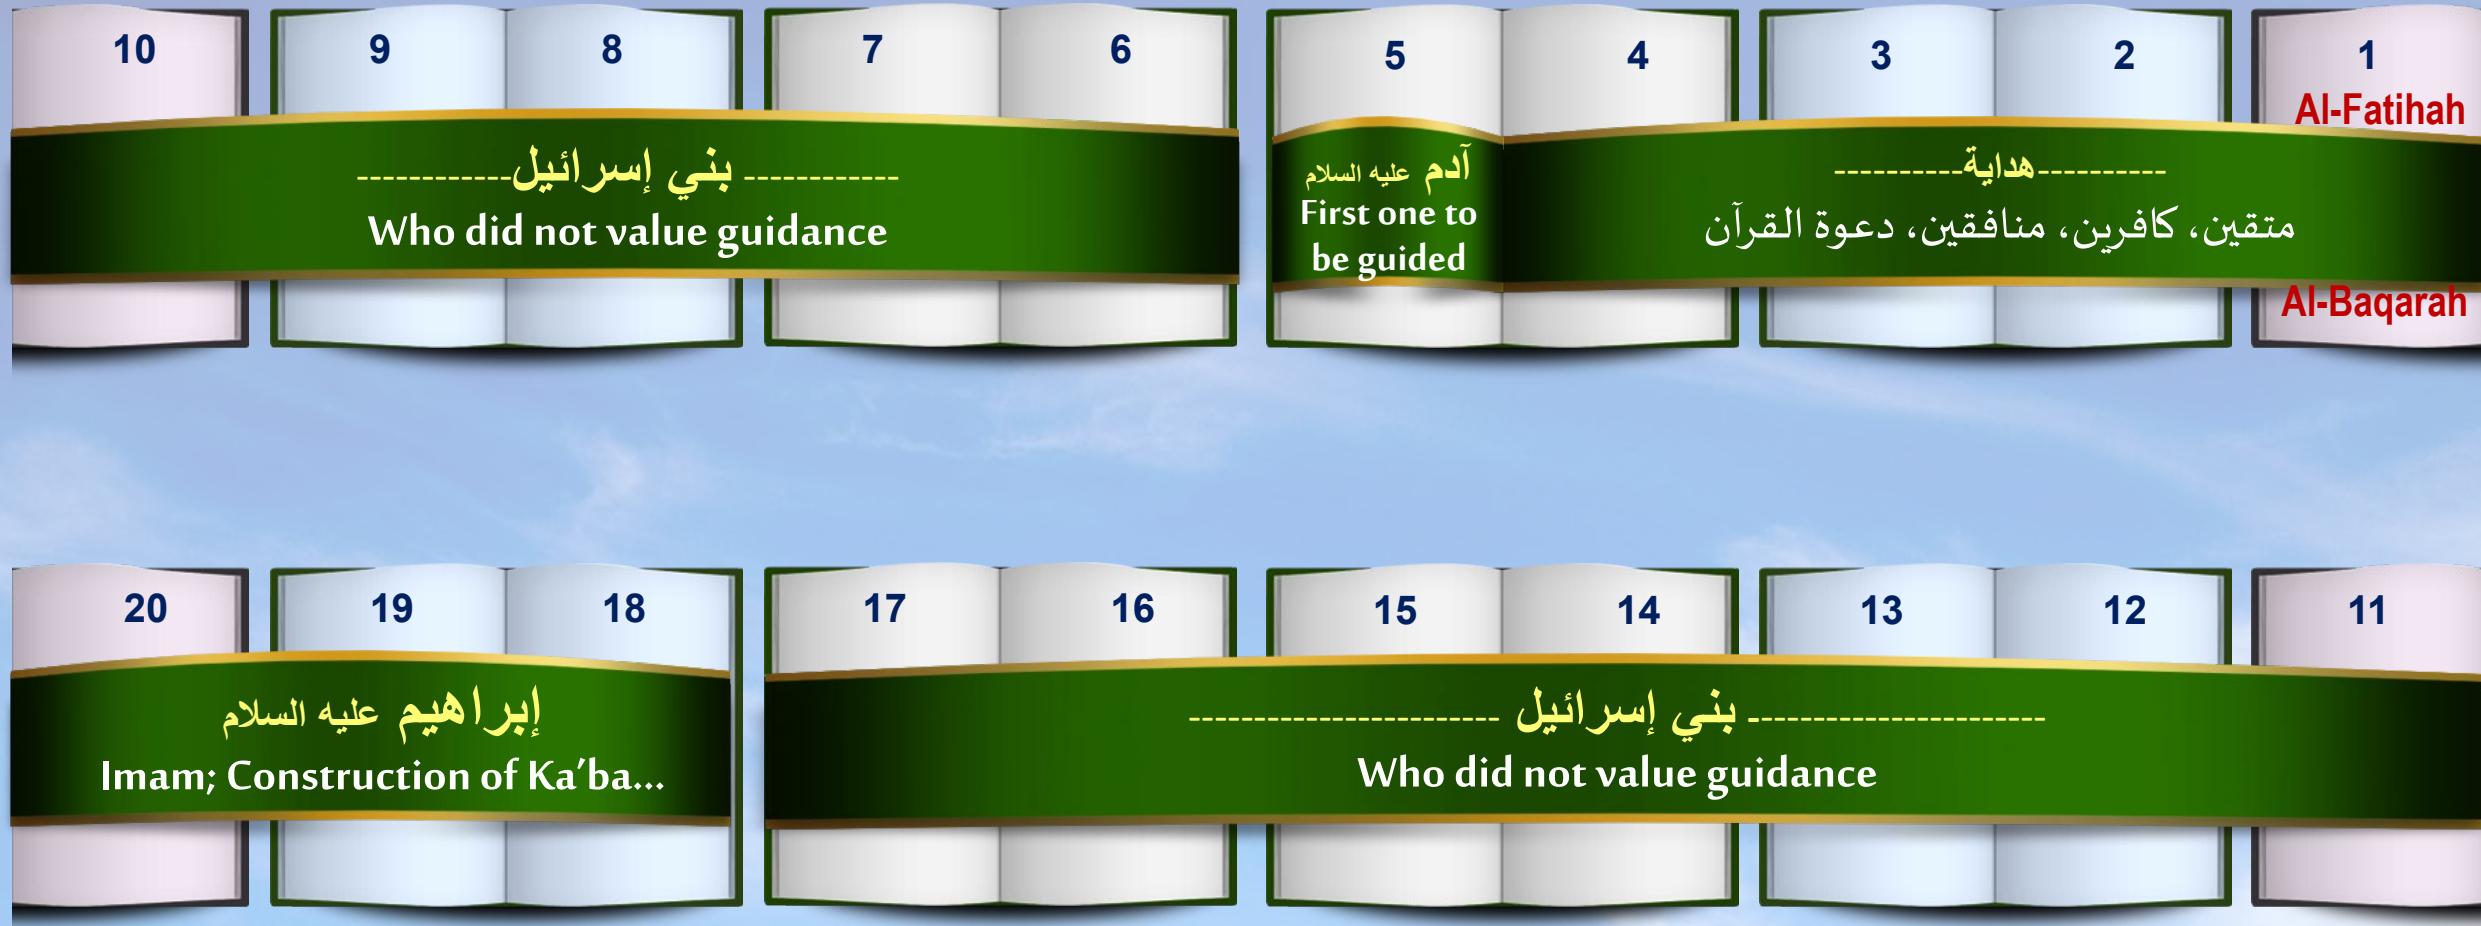 1
2
3
4
5
6
7
8
9
10
Al-Fatihah
----------هداية----------
متقين، كافرين، منافقين، دعوة القرآن
Al-Baqarah
آدم عليه السلام
First one to
be guided
------------ بني إسرائيل------------
Who did not value guidance
11
12
13
14
15
16
17
18
19
20
----------------------ـ بني إسرائيل ------------------------
Who did not value guidance
إبراهيم عليه السلام
Imam; Construction of Ka’ba...